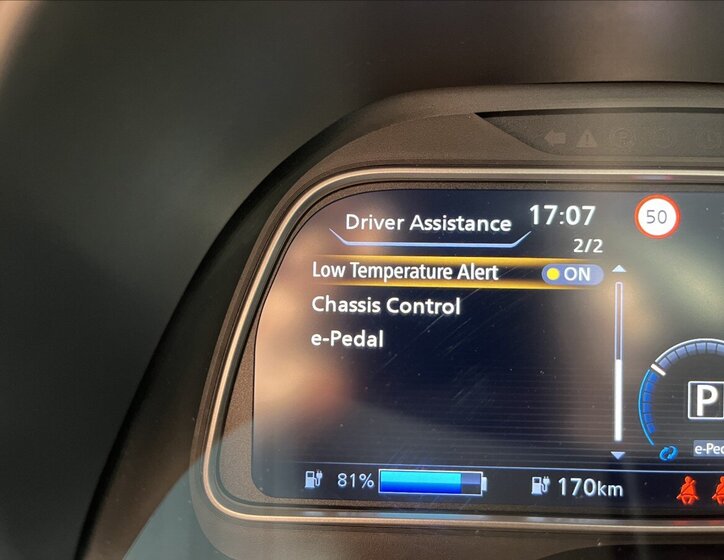 Driver Assistance 17:07 50
2/2
Low Temperature Alert ON
Chassis Control
e-Pedal
P
81% 170km